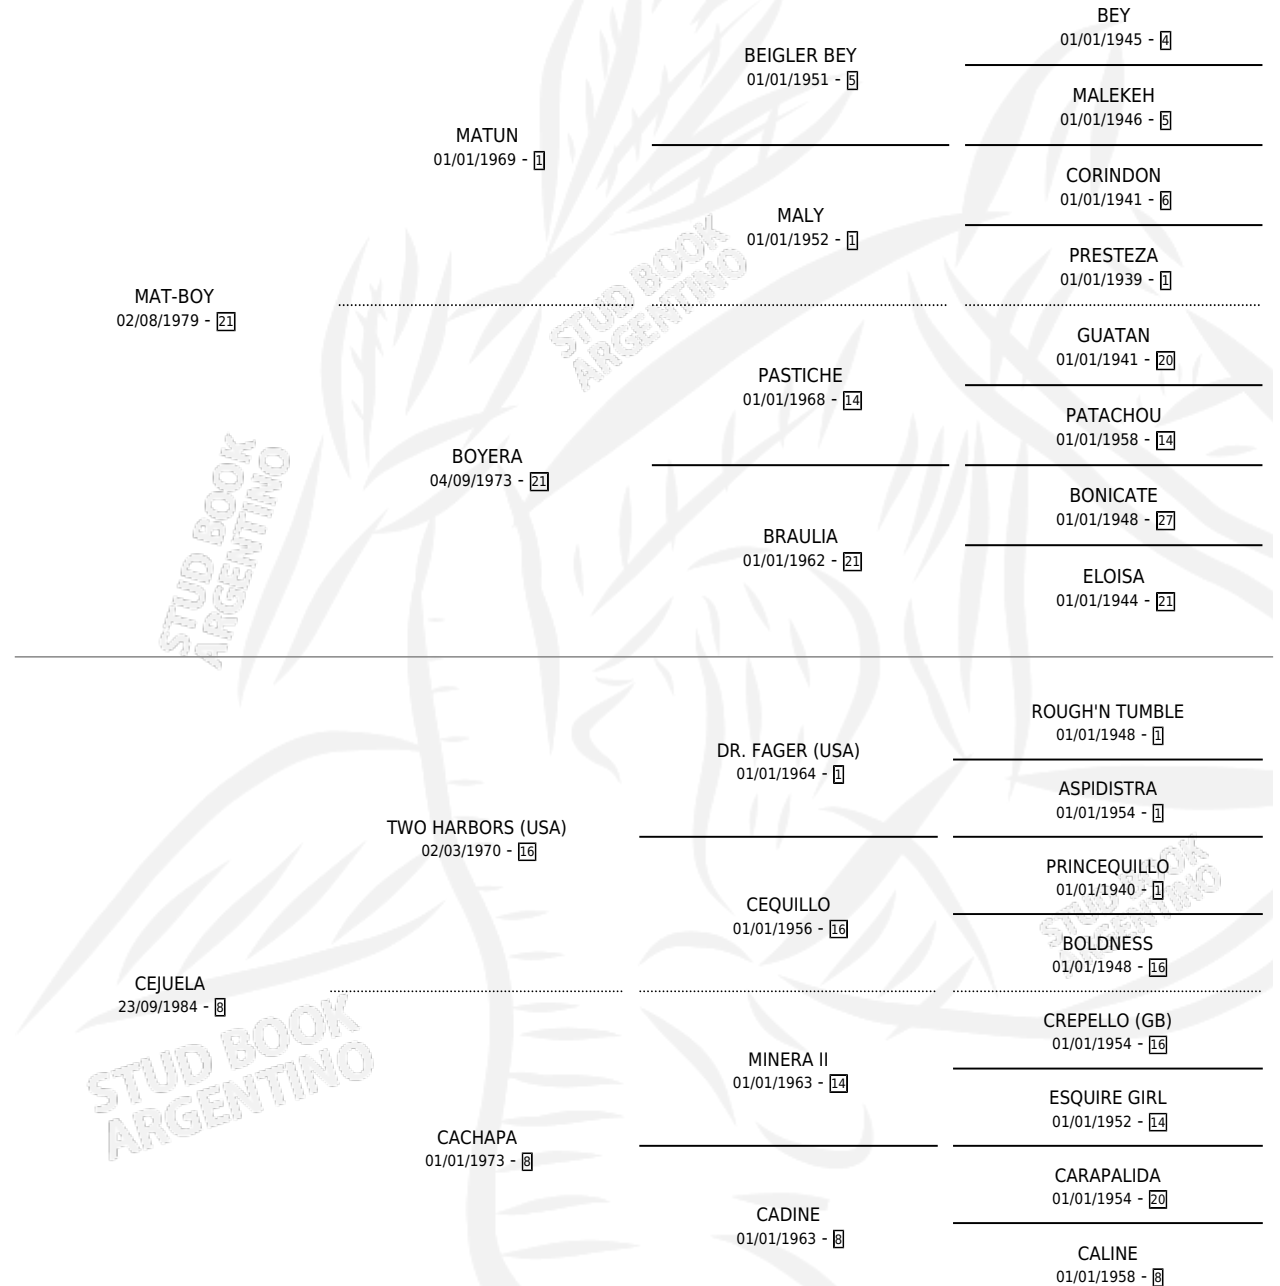 BEY
01/01/1945 - 4
BEIGLER BEY
01/01/1951 - 5
MALEKEH
01/01/1946 - 5
MATUN
01/01/1969 - 1
CORINDON
01/01/1941 - 6
MALY
01/01/1952 - 1
PRESTEZA
01/01/1939 - 1
MAT-BOY
02/08/1979 - 21
GUATAN
01/01/1941 - 20
PASTICHE
01/01/1968 - 14
PATACHOU
01/01/1958 - 14
BOYERA
04/09/1973 - 21
BONICATE
01/01/1948 - 27
BRAULIA
01/01/1962 - 21
ELOISA
01/01/1944 - 21
ROUGH'N TUMBLE
01/01/1948 - 1
DR. FAGER (USA)
01/01/1964 - 1
ASPIDISTRA
01/01/1954 - 1
TWO HARBORS (USA)
02/03/1970 - 16
PRINCEQUILLO
01/01/1940 - 1
CEQUILLO
01/01/1956 - 16
BOLDNESS
01/01/1948 - 16
CEJUELA
23/09/1984 - 8
CREPELLO (GB)
01/01/1954 - 16
MINERA II
01/01/1963 - 14
ESQUIRE GIRL
01/01/1952 - 14
CACHAPA
01/01/1973 - 8
CARAPALIDA
01/01/1954 - 20
CADINE
01/01/1963 - 8
CALINE
01/01/1958 - 8
STUD BOOK
ARGENTINO
STUD BOOK
ARGENTINO
STUD BOOK
ARGENTINO
STUD BOOK
ARGENTINO